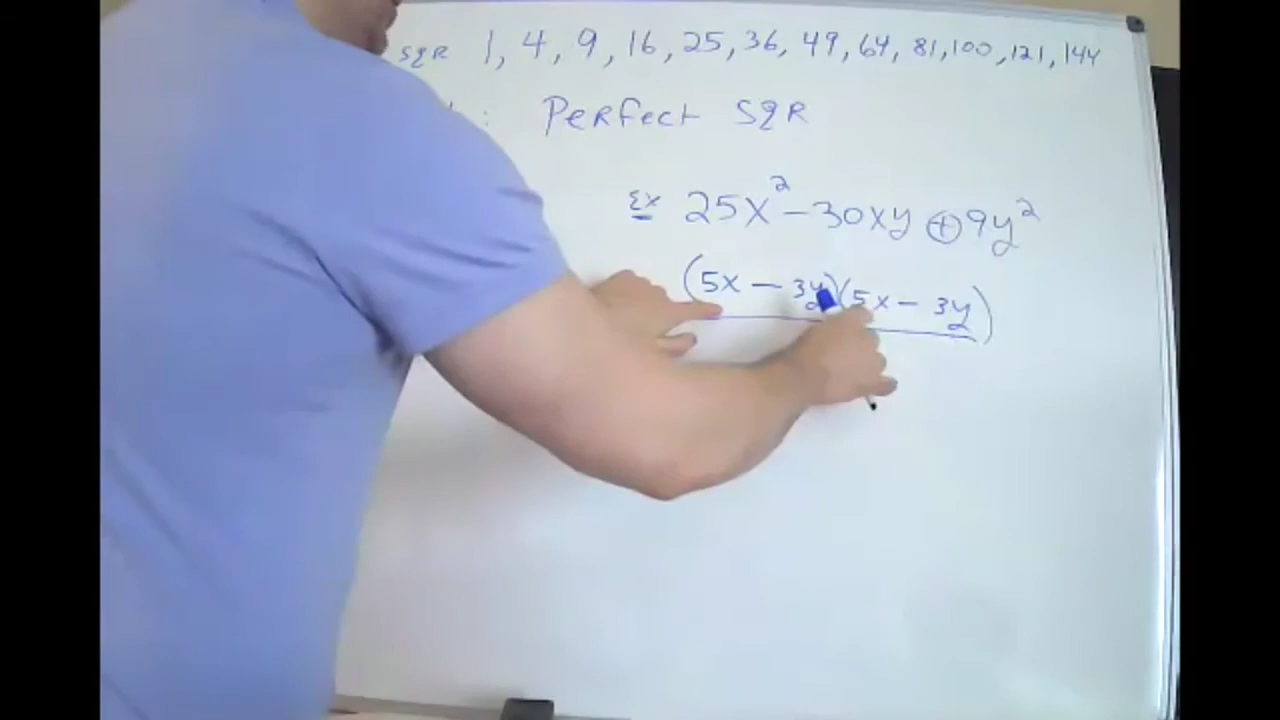 SQR 1, 4, 9, 16, 25, 36, 49, 64, 81, 100, 121, 144
: Perfect SQR
Ex 25x² - 30xy ⊕ 9y²
(5x - 3y)(5x - 3y)